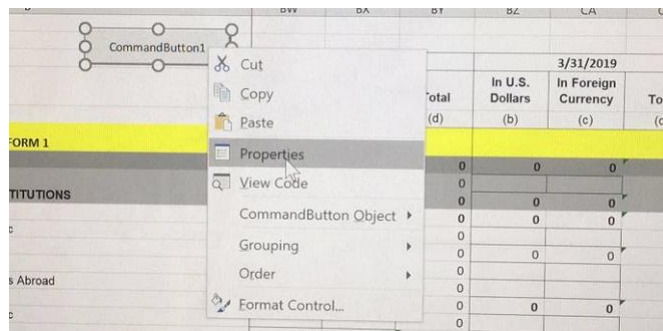 BW BX BY BZ CA
CommandButton1
Cut
Copy
Paste
Properties
View Code
CommandButton Object
Grouping
Order
Format Control...
3/31/2019
In U.S. In Foreign
Dollars Currency
(d) (b) (c)
FORM 1
0 0 0
0
TITUTIONS 0 0 0
0 0 0
0
0 0 0
0
s Abroad 0
0
0 0 0
0